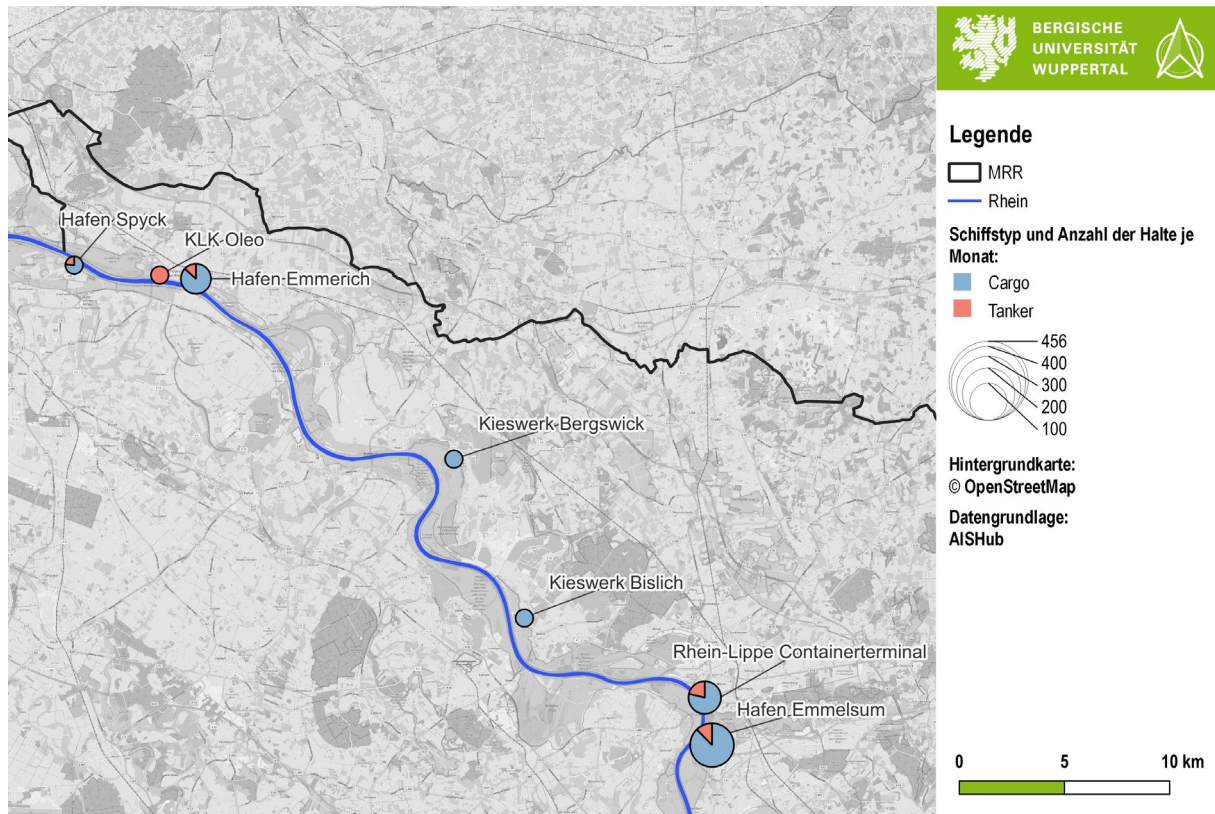 Hafen Spyck
KLK Oleo
Hafen Emmerich
Kieswerk Bergswick
Kieswerk Bislich
Rhein-Lippe Containerterminal
Hafen Emmelsum
BERGISCHE
UNIVERSITÄT
WUPPERTAL
Legende
MRR
Rhein
Schiffstyp und Anzahl der Halte je
Monat:
Cargo
Tanker
456
400
300
200
100
Hintergrundkarte:
© OpenStreetMap
Datengrundlage:
AISHub
0 5 10 km